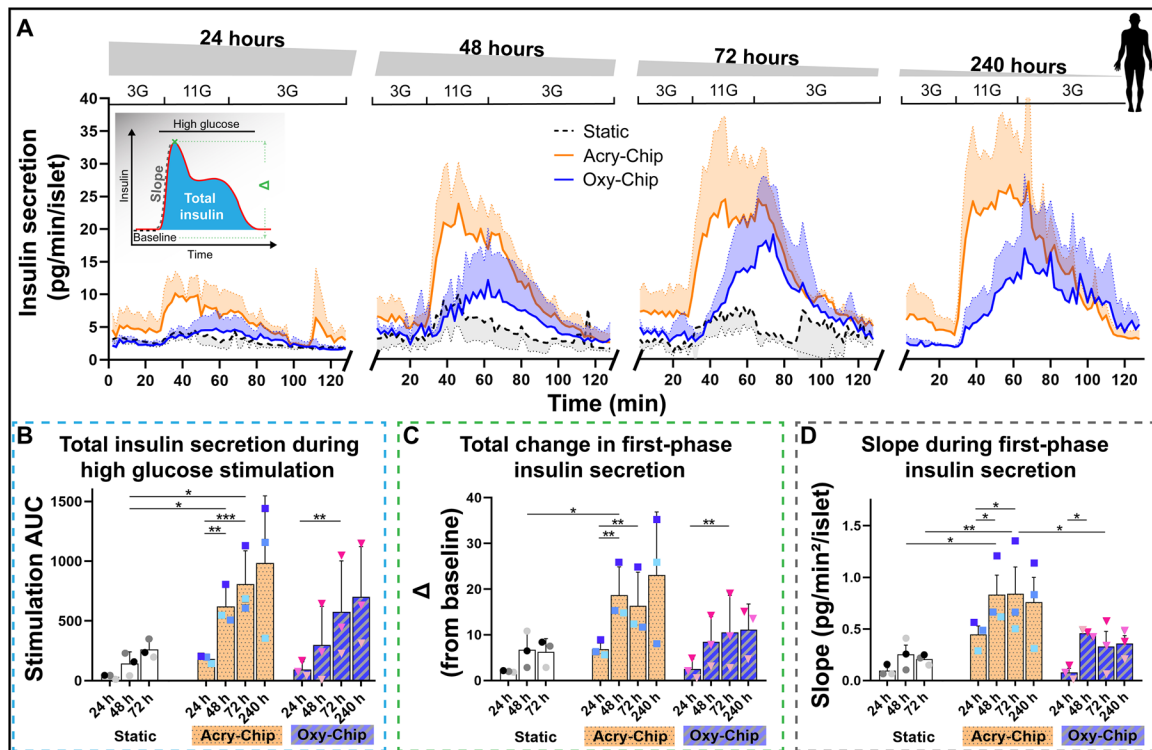 A
24 hours
48 hours
72 hours
240 hours
3G 11G 3G
3G 11G 3G
3G 11G 3G
3G 11G 3G
Insulin secretion
(pg/min/islet)
40
35
30
25
20
15
10
5
0
High glucose
Insulin
Slope
Total
insulin
Δ
Baseline
Time
Static
Acry-Chip
Oxy-Chip
0 20 40 60 80 100 120
20 40 60 80 100 120
20 40 60 80 100 120
20 40 60 80 100 120
Time (min)
B
Total insulin secretion during
high glucose stimulation
Stimulation AUC
1500
1000
500
0
*
*
***
**
**
24 h 48 h 72 h
24 h 48 h 72 h 240 h
24 h 48 h 72 h 240 h
Static Acry-Chip Oxy-Chip
C
Total change in first-phase
insulin secretion
Δ
(from baseline)
40
30
20
10
0
*
**
**
**
24 h 48 h 72 h
24 h 48 h 72 h 240 h
24 h 48 h 72 h 240 h
Static Acry-Chip Oxy-Chip
D
Slope during first-phase
insulin secretion
Slope (pg/min²/islet)
1.5
1.0
0.5
0.0
*
*
*
**
*
*
24 h 48 h 72 h
24 h 48 h 72 h 240 h
24 h 48 h 72 h 240 h
Static Acry-Chip Oxy-Chip